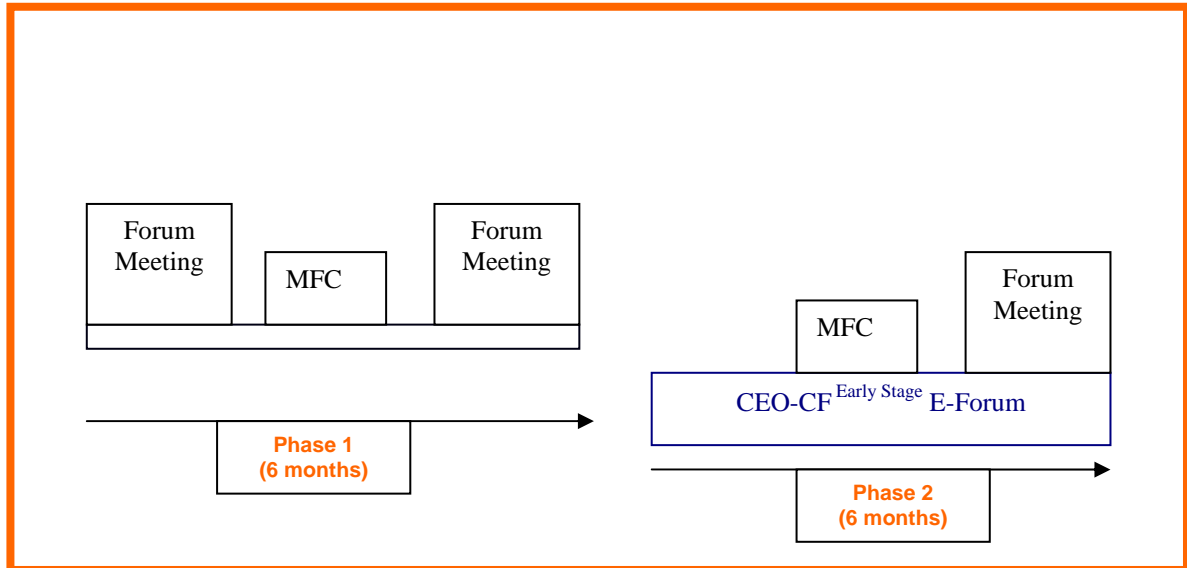 Forum
Meeting
MFC
Forum
Meeting
Phase 1
(6 months)
MFC
Forum
Meeting
CEO-CF Early Stage E-Forum
Phase 2
(6 months)